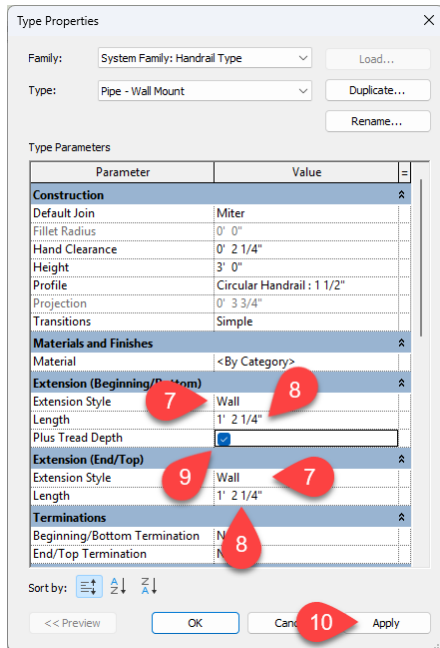 Type Properties
Family: System Family: Handrail Type Load...
Type: Pipe - Wall Mount Duplicate...
Rename...
Type Parameters
Parameter Value =
Construction
Default Join Miter
Fillet Radius 0' 0"
Hand Clearance 0' 2 1/4"
Height 3' 0"
Profile Circular Handrail : 1 1/2"
Projection 0' 3 3/4"
Transitions Simple
Materials and Finishes
Material <By Category>
Extension (Beginning/Bottom)
Extension Style 7 Wall 8
Length 1' 2 1/4"
Plus Tread Depth
Extension (End/Top) 9
Extension Style Wall 7
Length 1' 2 1/4"
Terminations
Beginning/Bottom Termination 8
End/Top Termination
Sort by:
<< Preview OK 10 Apply